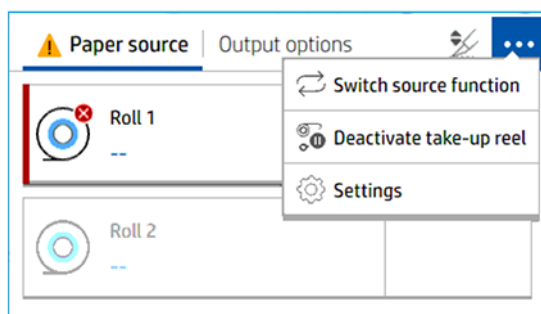 Paper source
Output options
Switch source function
Roll 1
--
Deactivate take-up reel
Settings
Roll 2
--